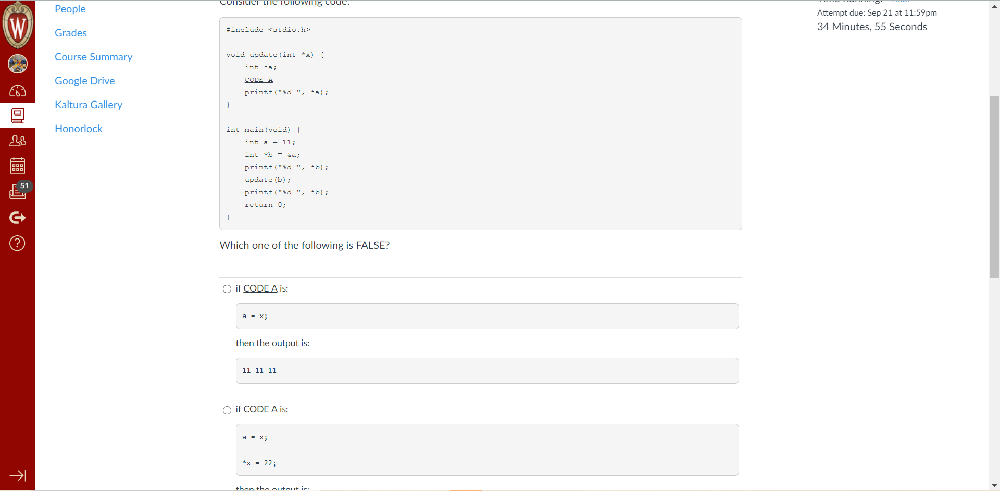 People
Grades
Course Summary
Google Drive
Kaltura Gallery
Honorlock
51
Consider the following code:
#include <stdio.h>
void update(int *x) {
int *a;
CODE A
printf("%d ", *a);
}
int main(void) {
int a = 11;
int *b = &a;
printf("%d ", *b);
update(b);
printf("%d ", *b);
return 0;
}
Which one of the following is FALSE?
if CODE A is:
a = x;
then the output is:
11 11 11
if CODE A is:
a = x;
*x = 22;
then the output is:
Time Running: Hide
Attempt due: Sep 21 at 11:59pm
34 Minutes, 55 Seconds
W
?